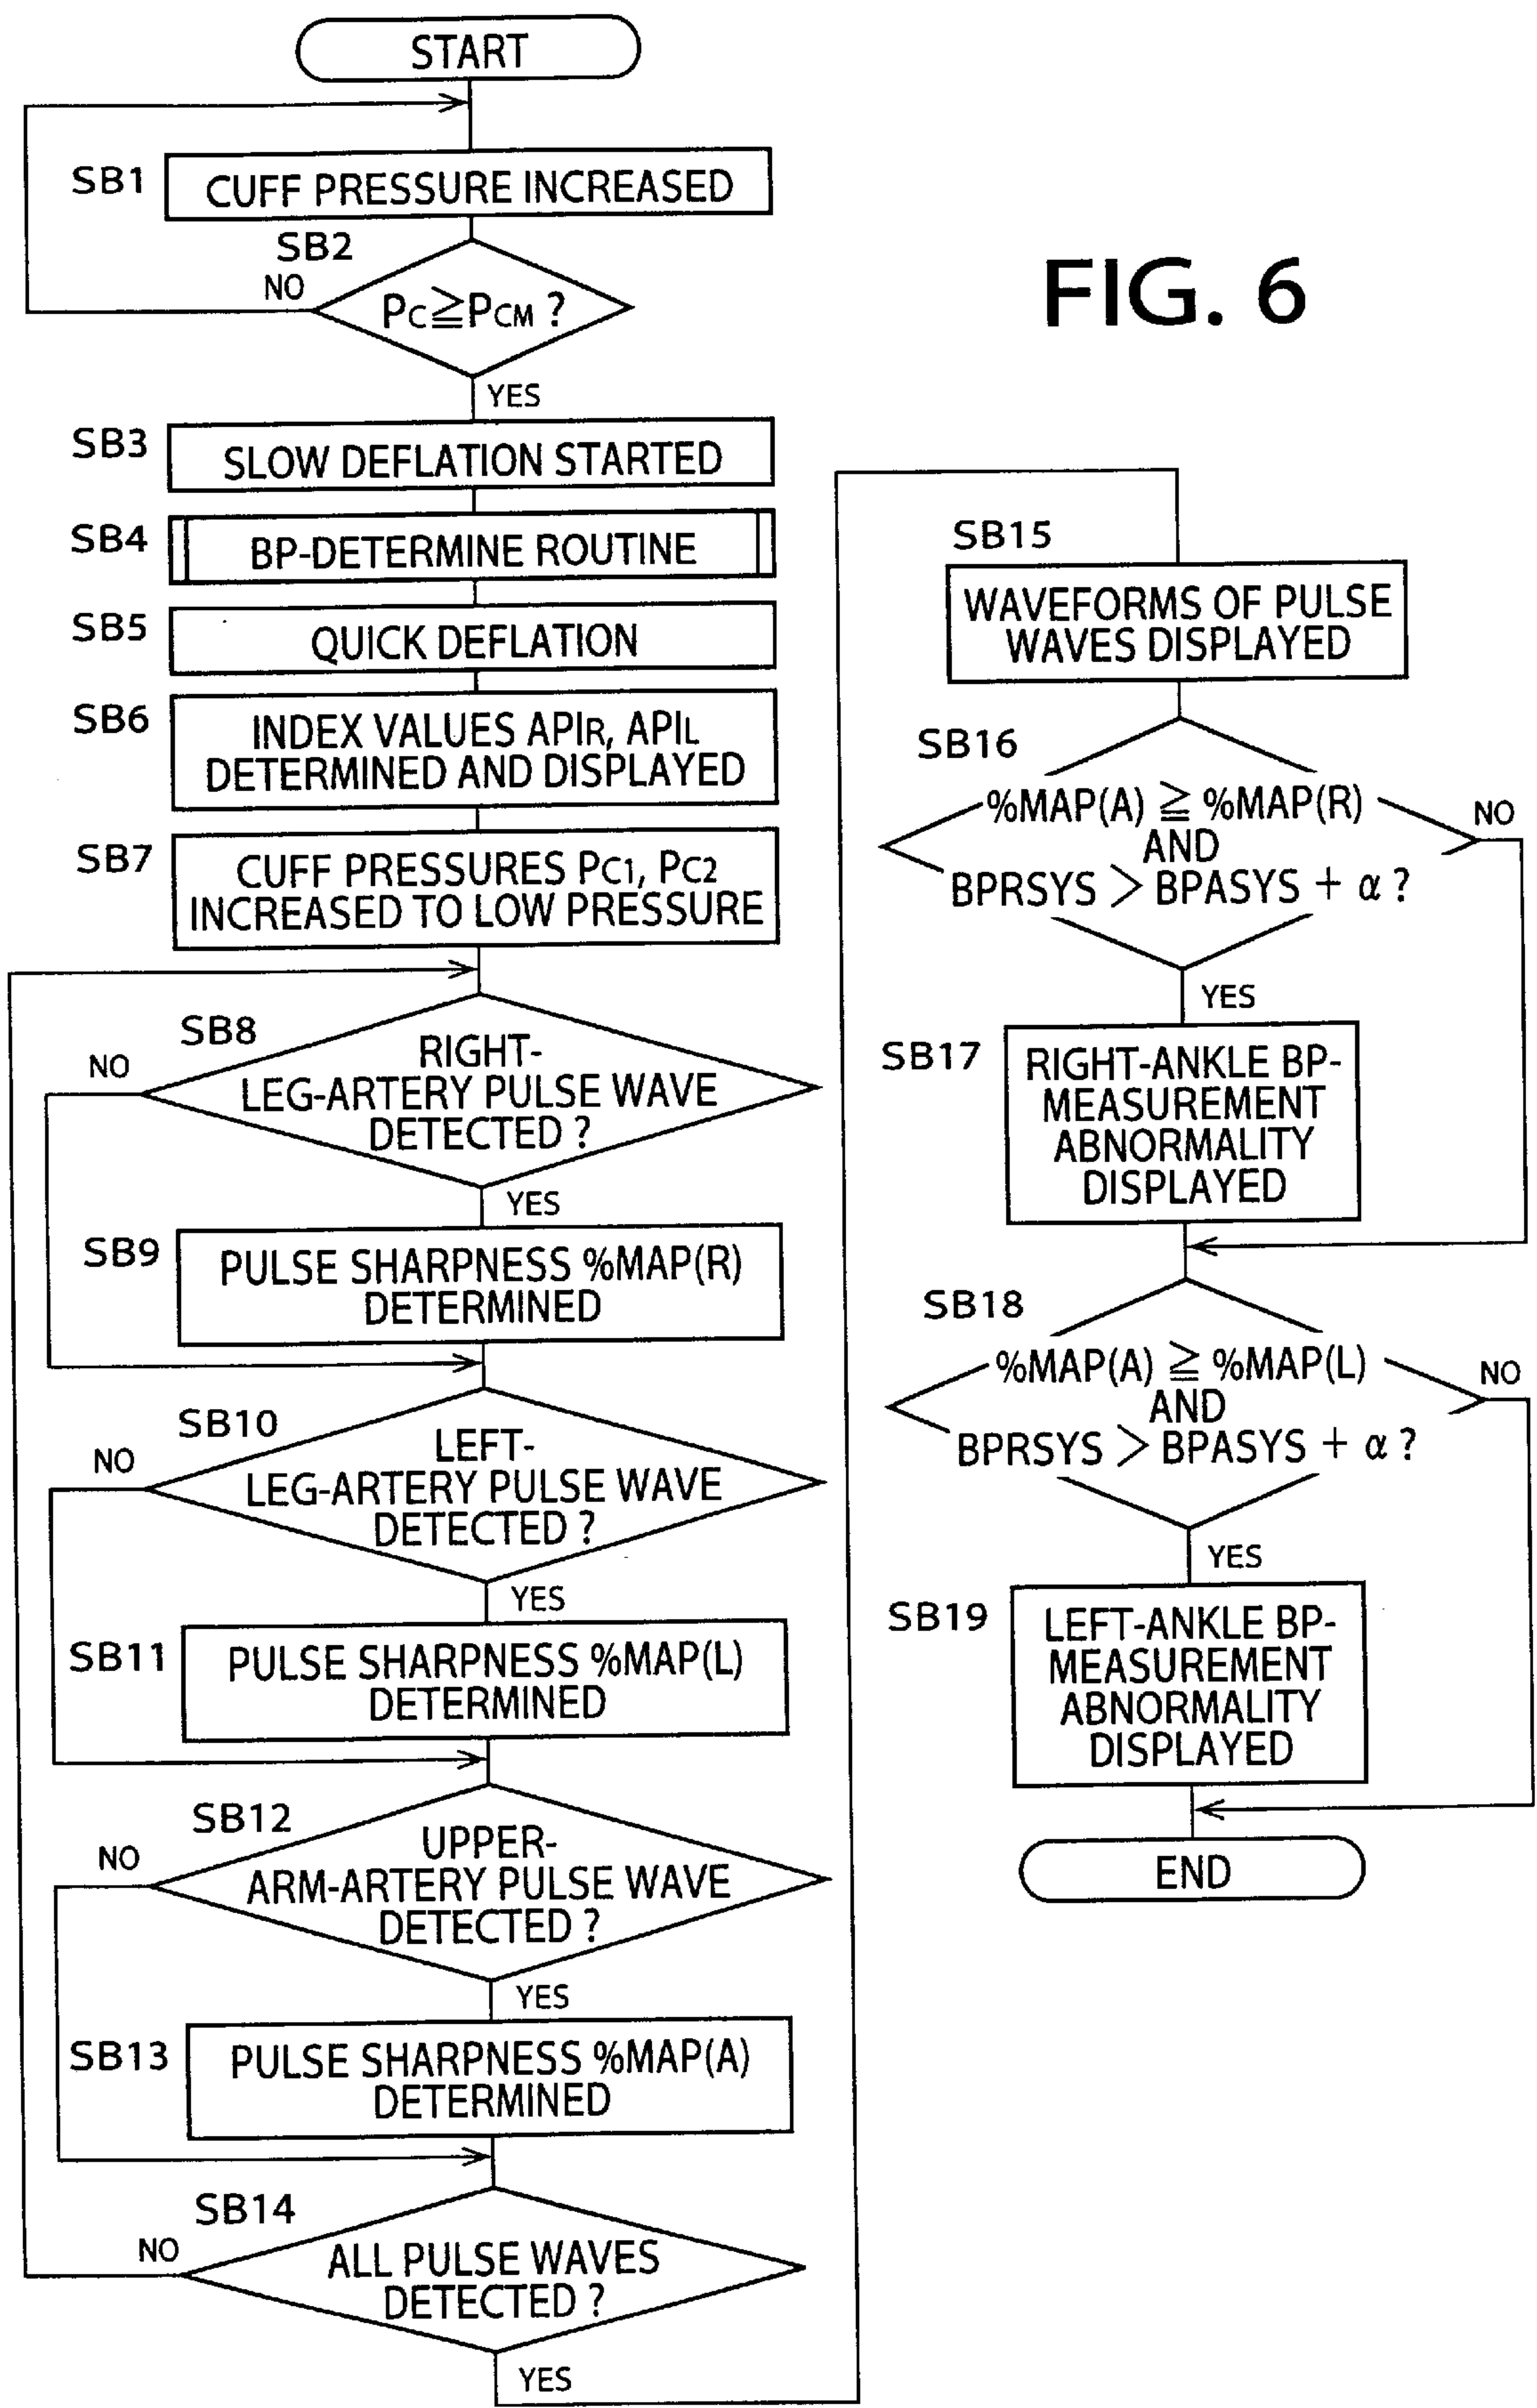 START
SB1
CUFF PRESSURE INCREASED
SB2
NO
PC≧PCM ?
YES
SB3
SLOW DEFLATION STARTED
SB4
BP-DETERMINE ROUTINE
SB5
QUICK DEFLATION
SB6
INDEX VALUES APIR, APIL
DETERMINED AND DISPLAYED
SB7
CUFF PRESSURES PC1, PC2
INCREASED TO LOW PRESSURE
SB8
NO
RIGHT-
LEG-ARTERY PULSE WAVE
DETECTED ?
YES
SB9
PULSE SHARPNESS %MAP(R)
DETERMINED
SB10
NO
LEFT-
LEG-ARTERY PULSE WAVE
DETECTED ?
YES
SB11
PULSE SHARPNESS %MAP(L)
DETERMINED
SB12
NO
UPPER-
ARM-ARTERY PULSE WAVE
DETECTED ?
YES
SB13
PULSE SHARPNESS %MAP(A)
DETERMINED
SB14
NO
ALL PULSE WAVES
DETECTED ?
YES
FIG. 6
SB15
WAVEFORMS OF PULSE
WAVES DISPLAYED
SB16
%MAP(A) ≧ %MAP(R)
NO
AND
BPRSYS > BPASYS + α ?
YES
SB17
RIGHT-ANKLE BP-
MEASUREMENT
ABNORMALITY
DISPLAYED
SB18
%MAP(A) ≧ %MAP(L)
NO
AND
BPRSYS > BPASYS + α ?
YES
SB19
LEFT-ANKLE BP-
MEASUREMENT
ABNORMALITY
DISPLAYED
END